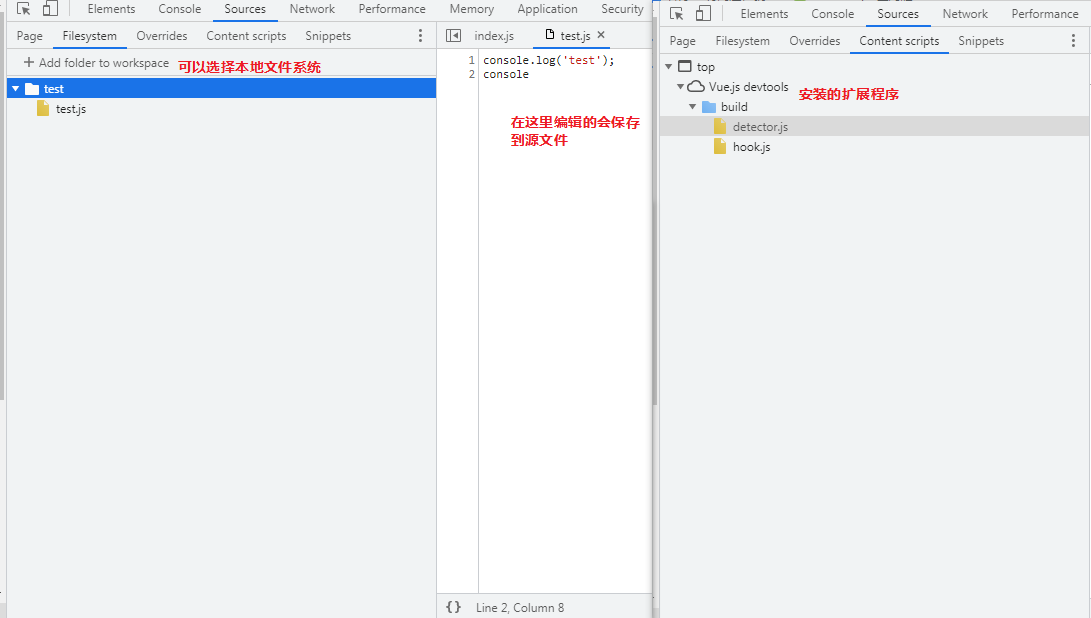 Elements Console Sources Network Performance Memory Application Security
Page Filesystem Overrides Content scripts Snippets
+ Add folder to workspace 可以选择本地文件系统
test
test.js
index.js test.js ×
1 console.log('test');
2 console
在这里编辑的会保存
到源文件
{} Line 2, Column 8
Elements Console Sources Network Performance
Page Filesystem Overrides Content scripts Snippets
top
Vue.js devtools 安装的扩展程序
build
detector.js
hook.js